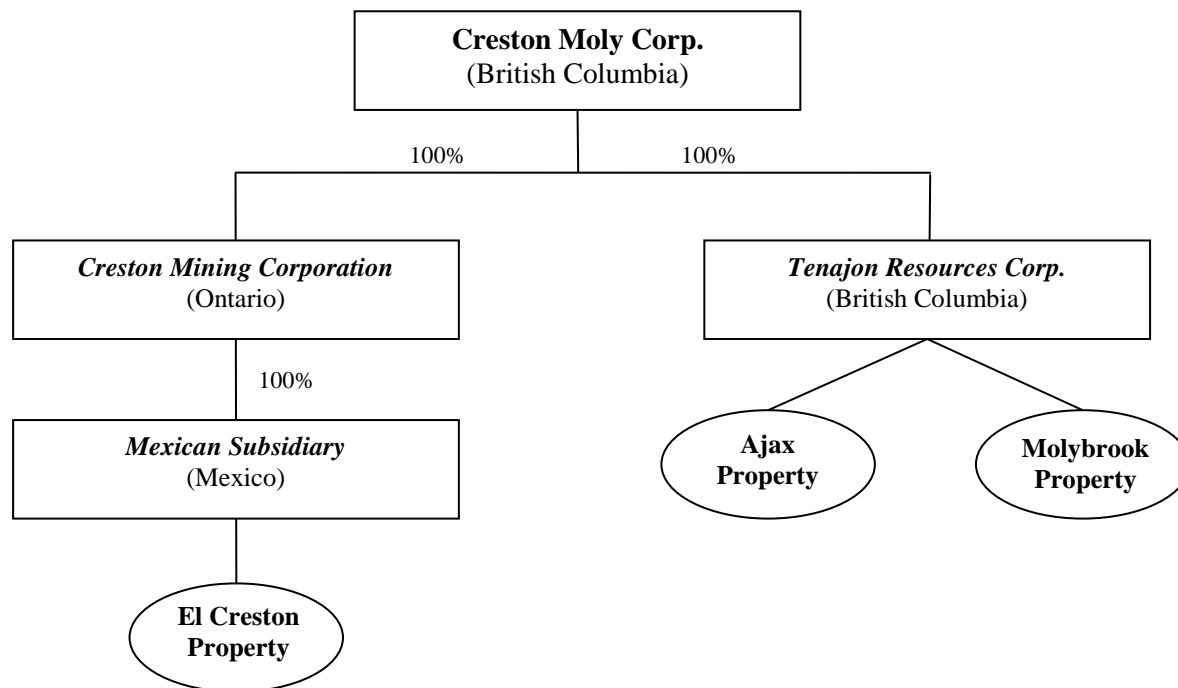 Creston Moly Corp.
(British Columbia)
100%
100%
Creston Mining Corporation
(Ontario)
Tenajon Resources Corp.
(British Columbia)
100%
Mexican Subsidiary
(Mexico)
Ajax
Property
Molybrook
Property
El Creston
Property